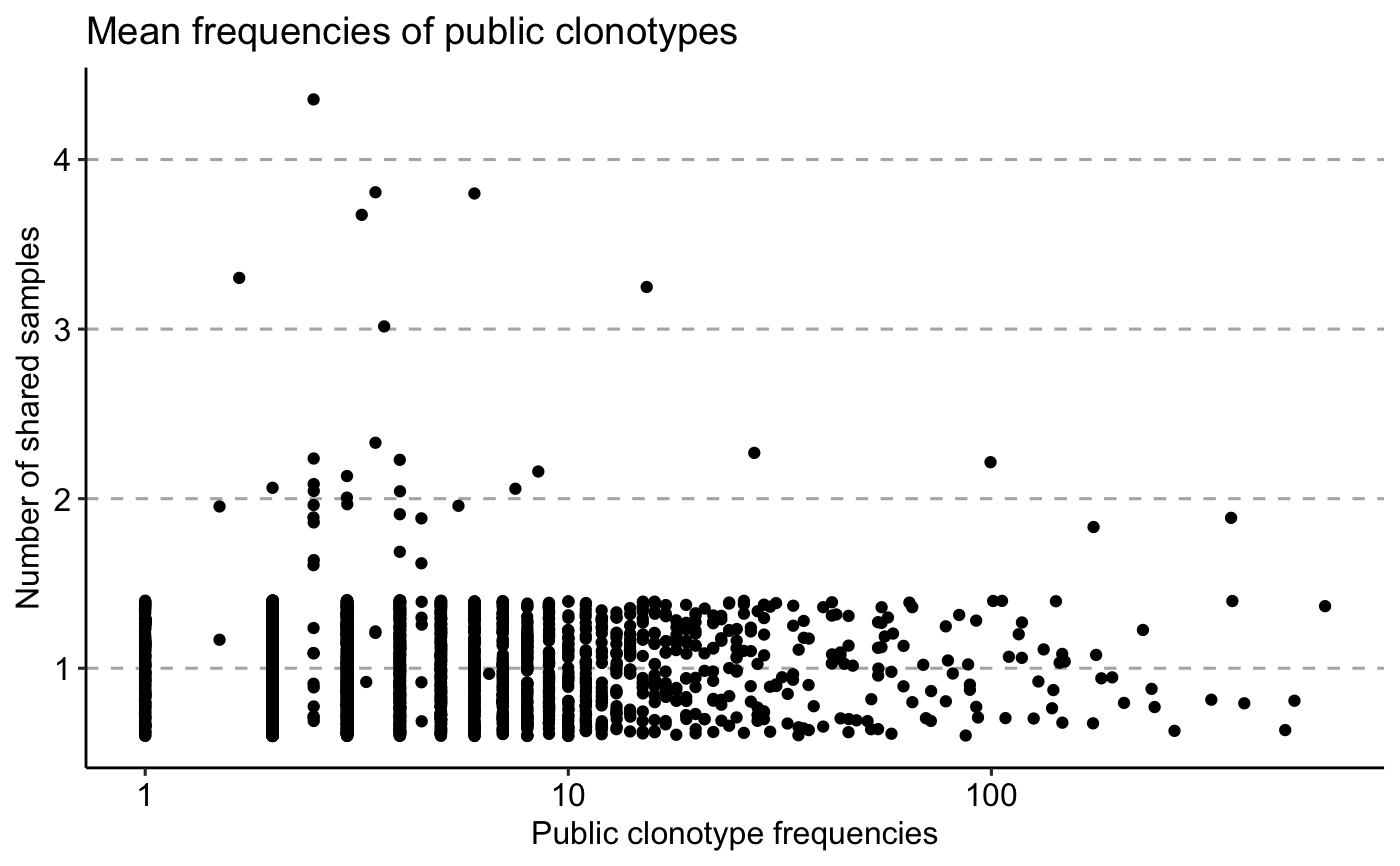 Mean frequencies of public clonotypes
Number of shared samples
4
3
2
1
1 10 100
Public clonotype frequencies